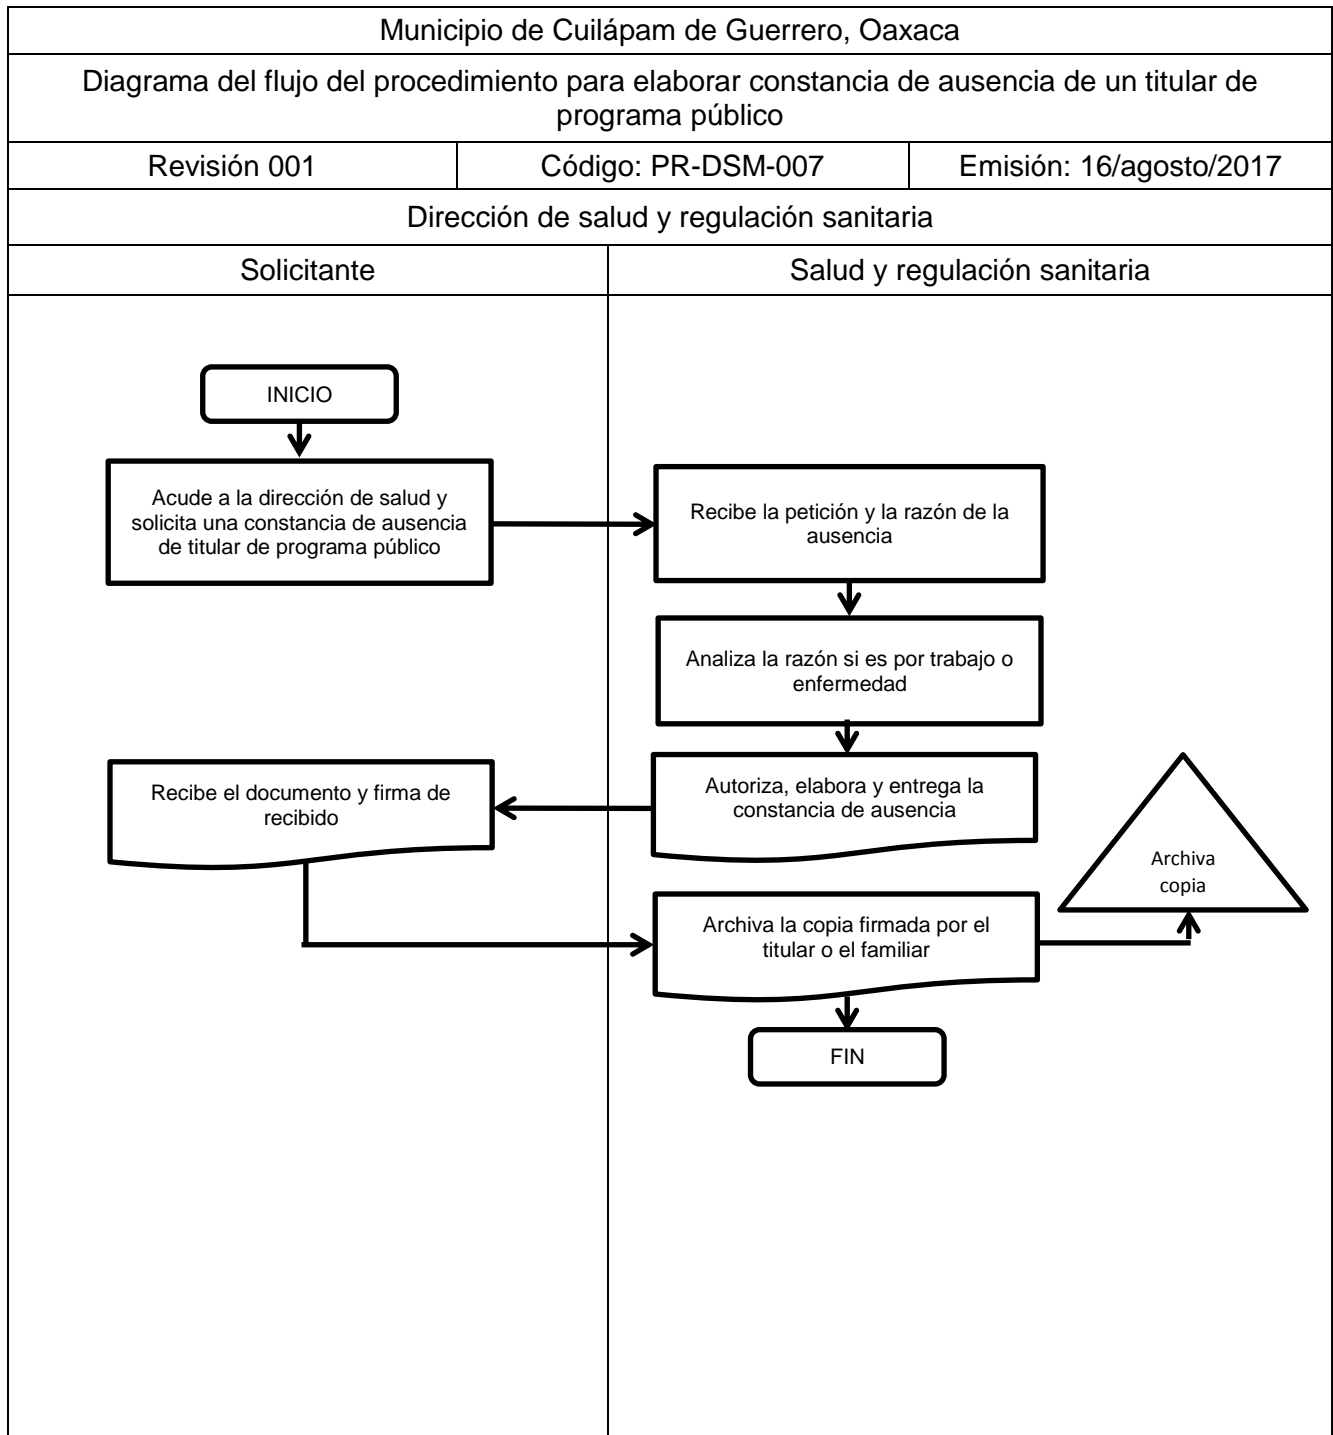 Municipio de Cuilápam de Guerrero, Oaxaca
Diagrama del flujo del procedimiento para elaborar constancia de ausencia de un titular de
programa público
Revisión 001
Código: PR-DSM-007
Emisión: 16/agosto/2017
Dirección de salud y regulación sanitaria
Solicitante
Salud y regulación sanitaria
INICIO
Acude a la dirección de salud y
solicita una constancia de ausencia
de titular de programa público
Recibe la petición y la razón de la
ausencia
Analiza la razón si es por trabajo o
enfermedad
Autoriza, elabora y entrega la
constancia de ausencia
Recibe el documento y firma de
recibido
Archiva la copia firmada por el
titular o el familiar
Archiva
copia
FIN